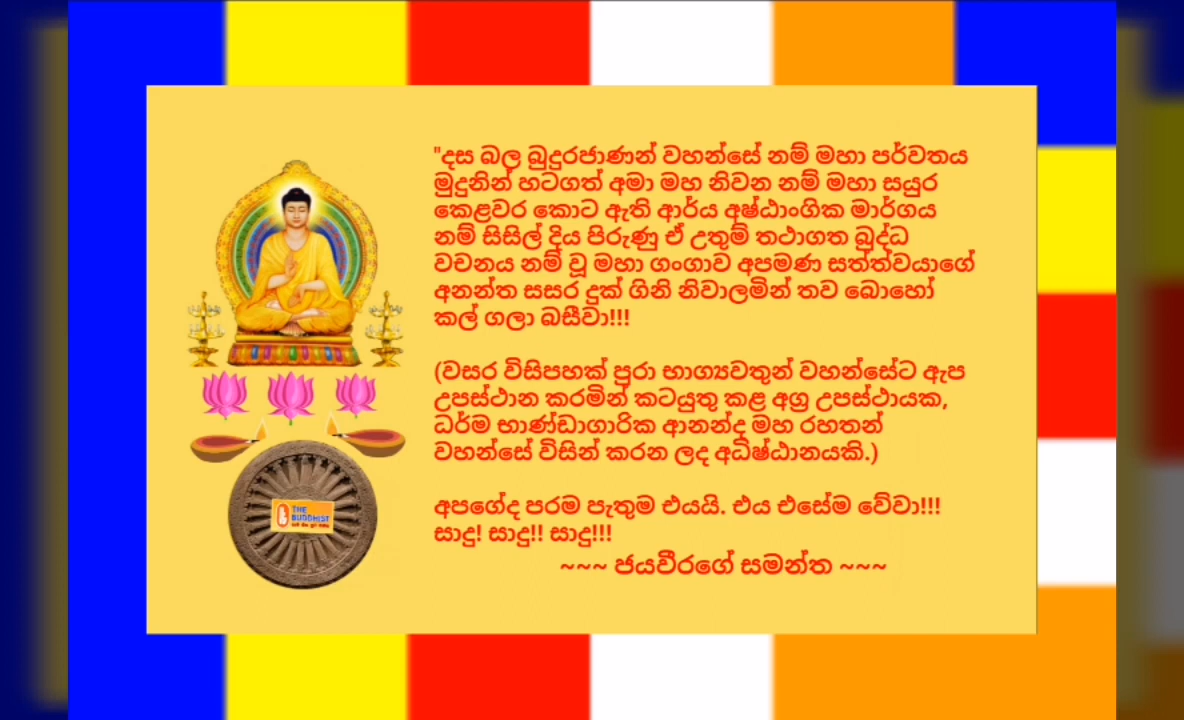 "දස බල බුදුරජාණන් වහන්සේ නම් මහා පර්වතය
මුදුනින් හටගත් අමා මහ නිවන නම් මහා සයුර
කෙළවර කොට ඇති ආර්ය අෂ්ඨාංගික මාර්ගය
නම් සිසිල් දිය පිරුණු ඒ උතුම් තථාගත බුද්ධ
වචනය නම් වූ මහා ගංගාව අපමණ සත්ත්වයාගේ
අනන්ත සසර දුක් ගිනි නිවාලමින් තව බොහෝ
කල් ගලා බසීවා!!!
(වසර විසිපහක් පුරා භාග්‍යවතුන් වහන්සේට ඇප
උපස්ථාන කරමින් කටයුතු කළ අග්‍ර උපස්ථායක,
ධර්ම භාණ්ඩාගාරික ආනන්ද මහ රහතන්
වහන්සේ විසින් කරන ලද අධිෂ්ඨානයකි.)
අපගේද පරම පැතුම එයයි. එය එසේම වේවා!!!
සාදු! සාදු!! සාදු!!!
~~~ ජයවීරගේ සමන්ත ~~~
THE
BUDDHIST